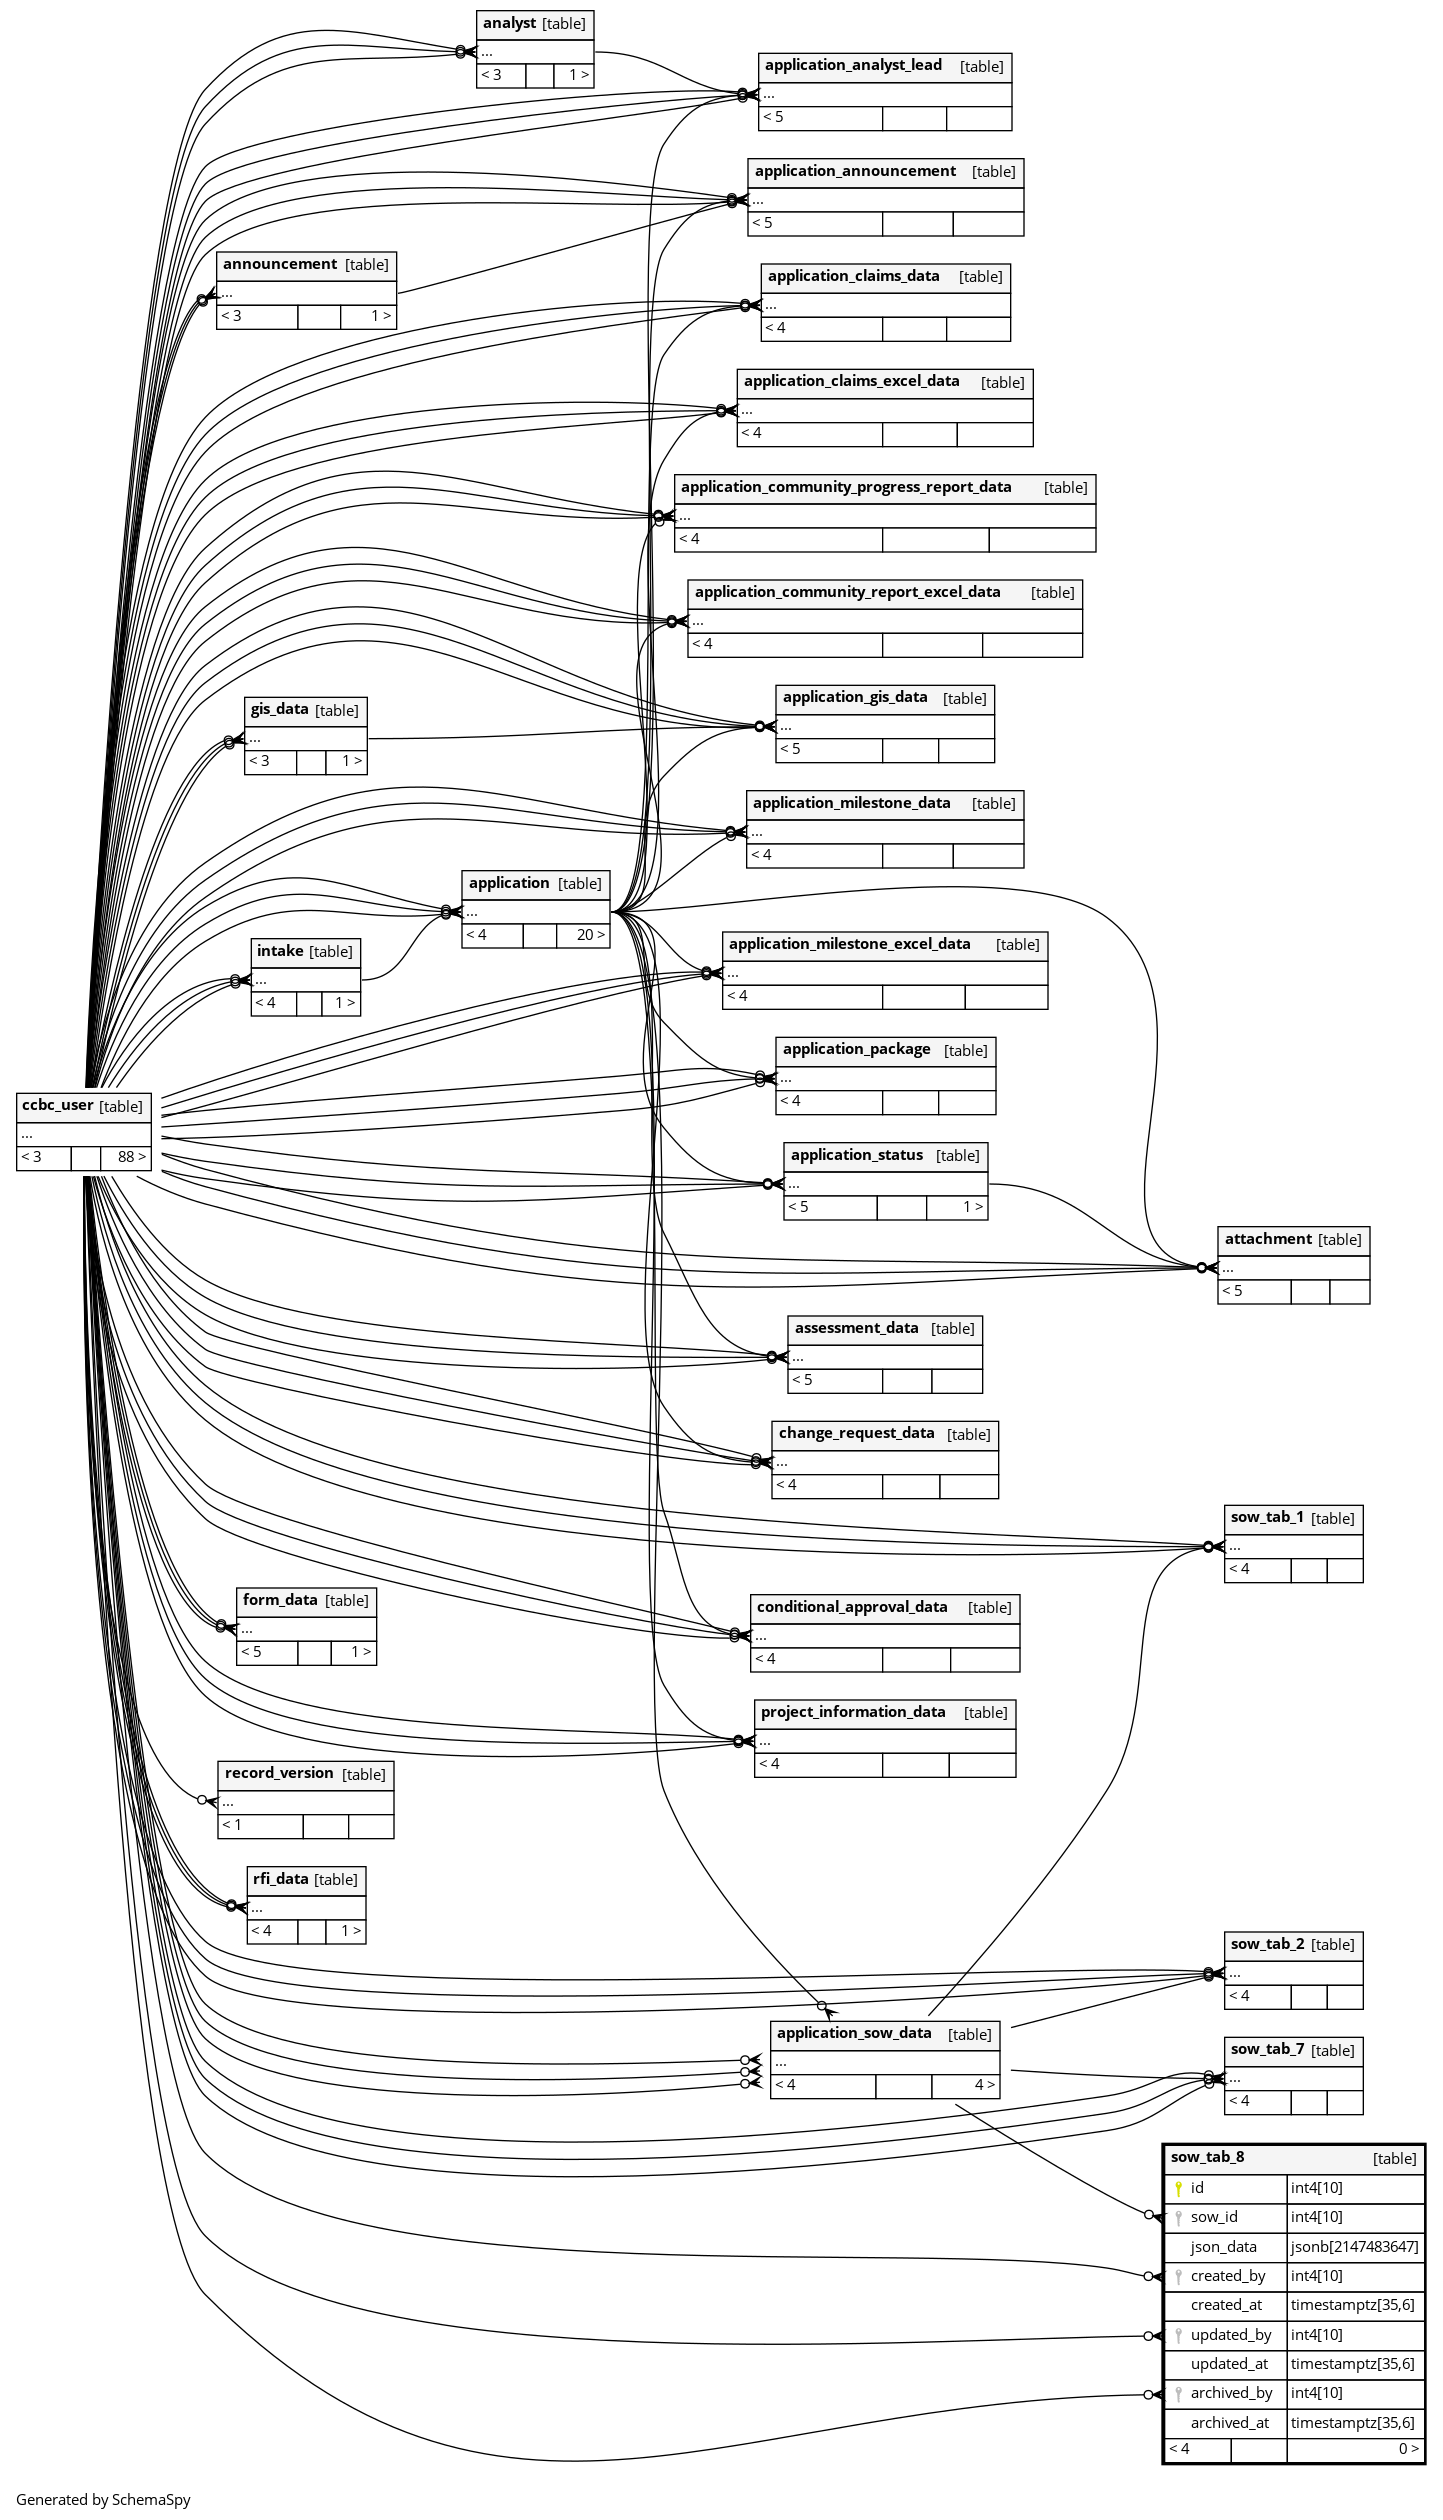 analyst [table]
...
< 3 1 >
application_analyst_lead [table]
...
< 5
application_announcement [table]
...
< 5
announcement [table]
...
< 3 1 >
application_claims_data [table]
...
< 4
application_claims_excel_data [table]
...
< 4
application_community_progress_report_data [table]
...
< 4
application_community_report_excel_data [table]
...
< 4
application_gis_data [table]
...
< 5
gis_data [table]
...
< 3 1 >
application_milestone_data [table]
...
< 4
application [table]
...
< 4 20 >
intake [table]
...
< 4 1 >
application_milestone_excel_data [table]
...
< 4
application_package [table]
...
< 4
ccbc_user [table]
...
< 3 88 >
application_status [table]
...
< 5 1 >
attachment [table]
...
< 5
assessment_data [table]
...
< 5
change_request_data [table]
...
< 4
sow_tab_1 [table]
...
< 4
form_data [table]
...
< 5 1 >
conditional_approval_data [table]
...
< 4
project_information_data [table]
...
< 4
record_version [table]
...
< 1
rfi_data [table]
...
< 4 1 >
sow_tab_2 [table]
...
< 4
application_sow_data [table]
...
< 4 4 >
sow_tab_7 [table]
...
< 4
sow_tab_8 [table]
id int4[10]
sow_id int4[10]
json_data jsonb[2147483647]
created_by int4[10]
created_at timestamptz[35,6]
updated_by int4[10]
updated_at timestamptz[35,6]
archived_by int4[10]
archived_at timestamptz[35,6]
< 4 0 >
Generated by SchemaSpy